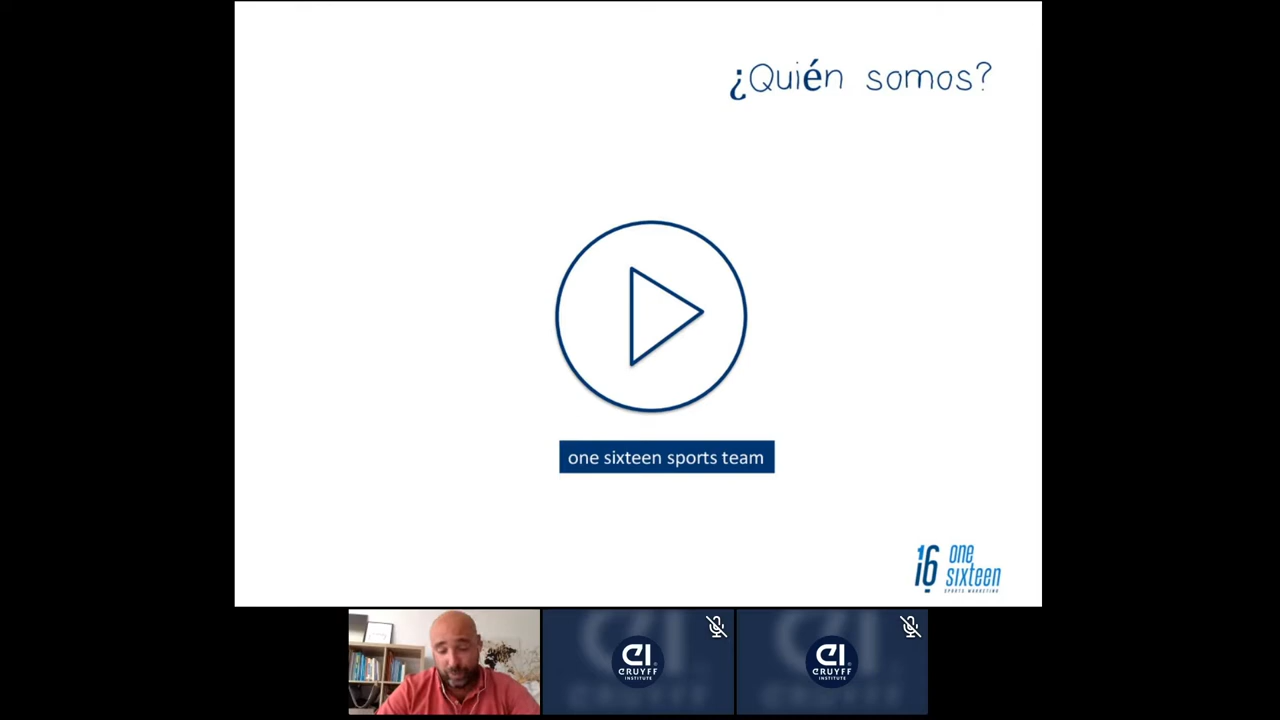 ¿Quién somos?
one sixteen sports team
16 one
sixteen
SPORTS MARKETING
CI CRUYFF
INSTITUTE
CI CRUYFF
INSTITUTE